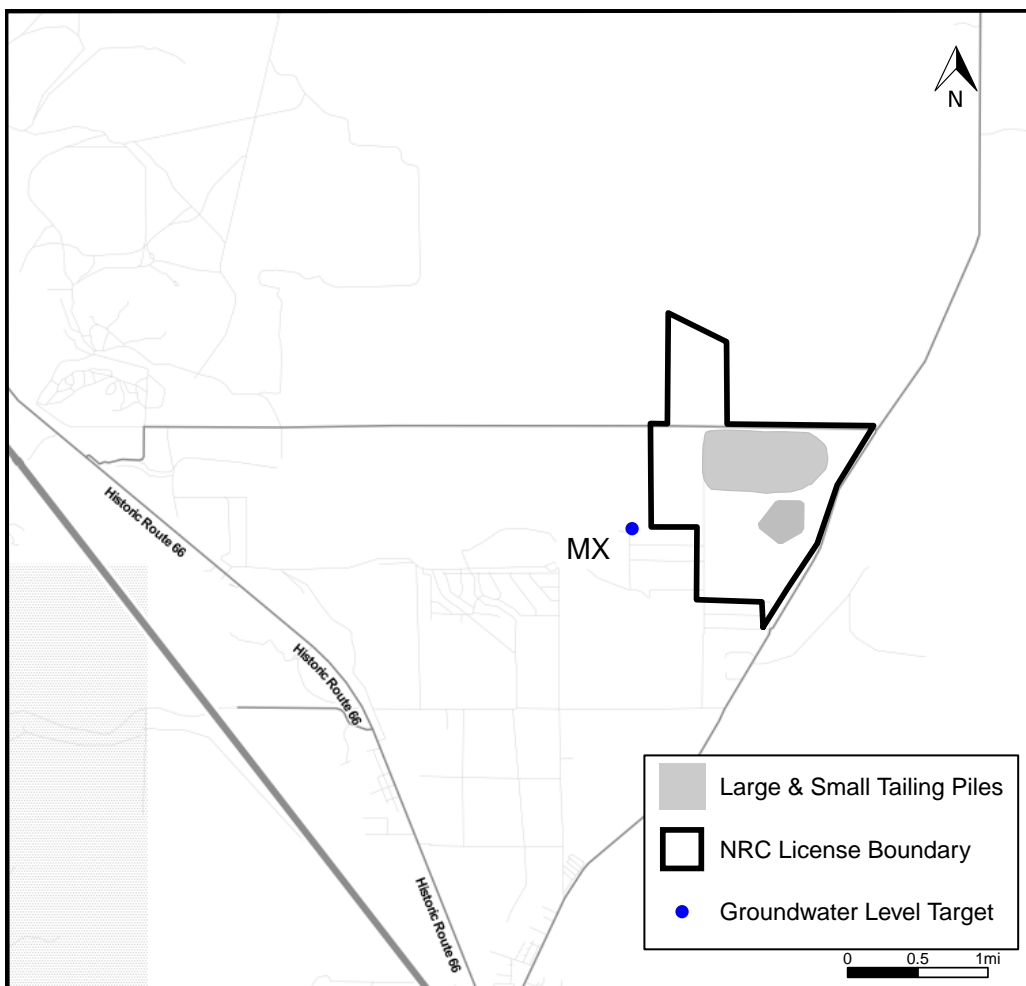 N
Historic Route 66
MX
Historic Route 66
Historic Route 66
Large & Small Tailing Piles
NRC License Boundary
Groundwater Level Target
0 0.5 1mi